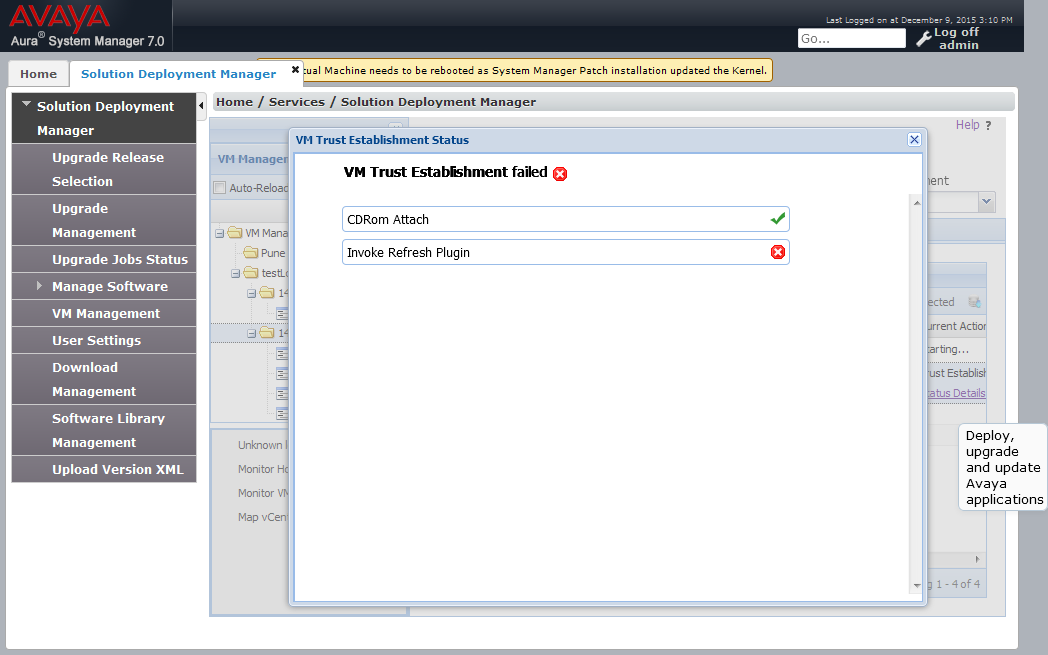 AVAYA
Aura® System Manager 7.0
Last Logged on at December 9, 2015 3:10 PM
Go...
Log off
admin
Home
Solution Deployment Manager
Machine needs to be rebooted as System Manager Patch installation updated the Kernel.
Solution Deployment
Manager
Upgrade Release
Selection
Upgrade
Management
Upgrade Jobs Status
Manage Software
VM Management
User Settings
Download
Management
Software Library
Management
Upload Version XML
Home / Services / Solution Deployment Manager
Help ?
VM Manager
Auto-Reload
VM Mana
Pune
testLo
14
14
Unknown
Monitor Ho
Monitor VM
Map vCent
VM Trust Establishment Status
VM Trust Establishment failed
CDRom Attach
Invoke Refresh Plugin
ment
ected
urrent Action
tarting...
rust Establish
tatus Details
g 1 - 4 of 4
Deploy,
upgrade
and update
Avaya
applications